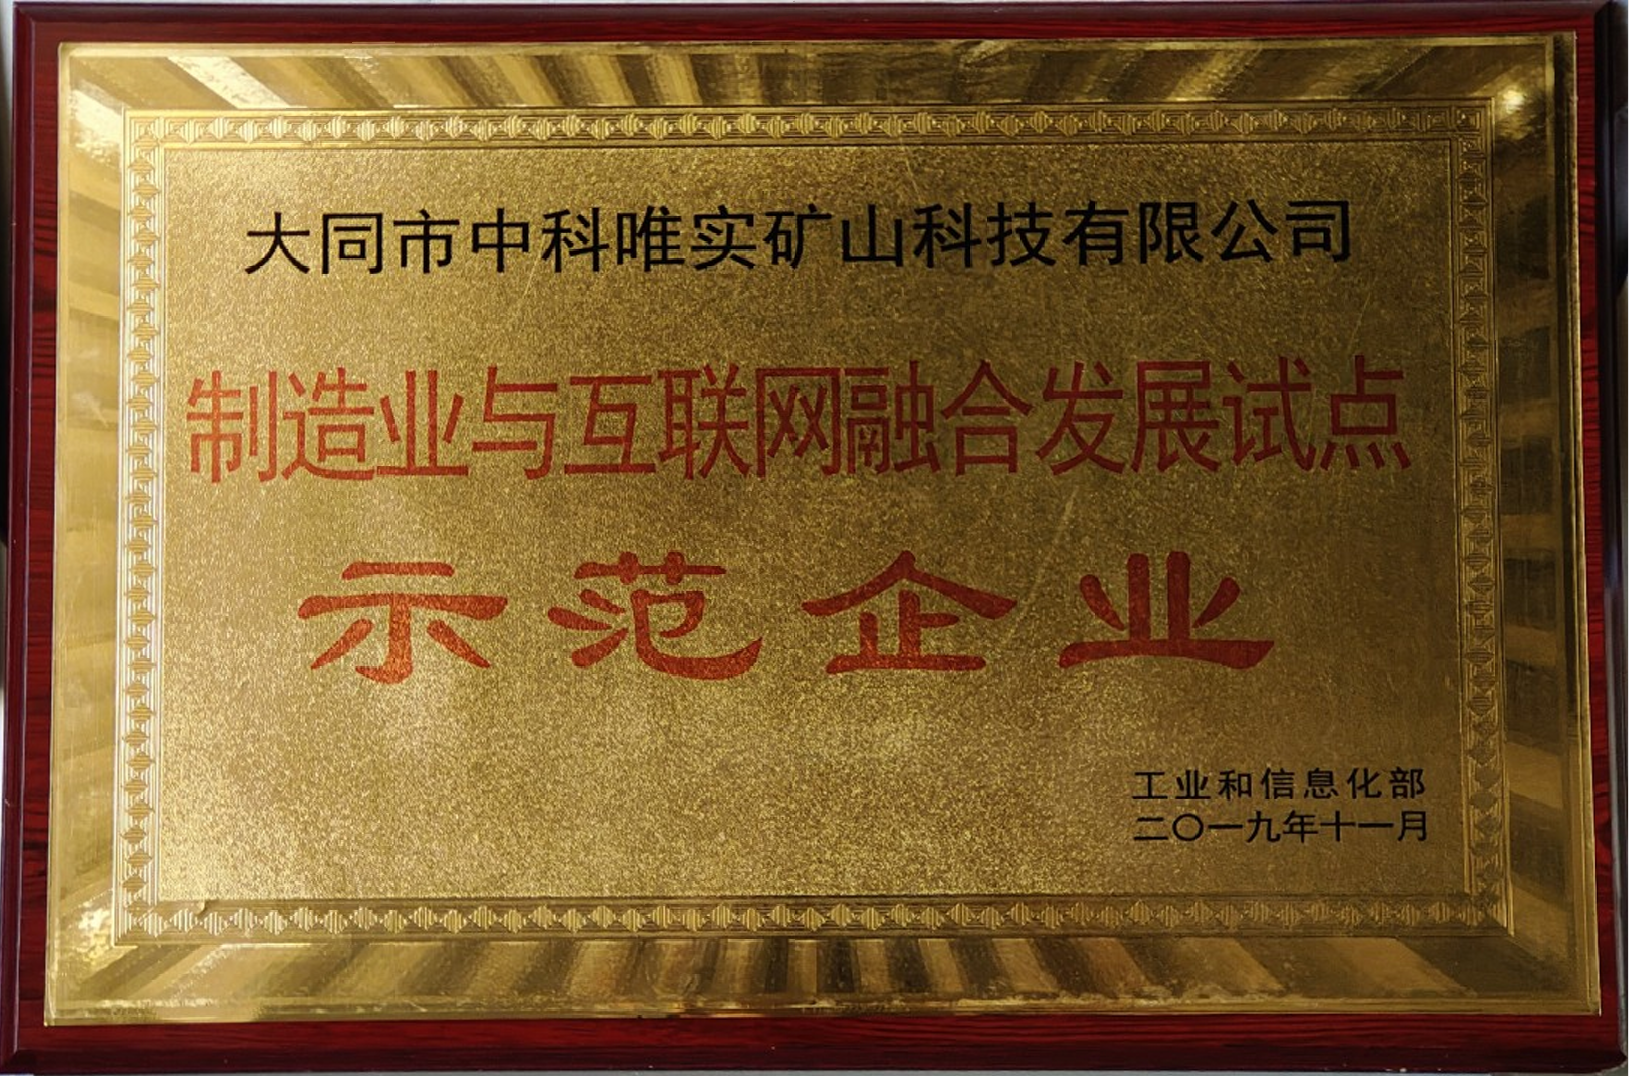 大同市中科唯实矿山科技有限公司
制造业与互联网融合发展试点
示范企业
工业和信息化部
二〇一九年十一月